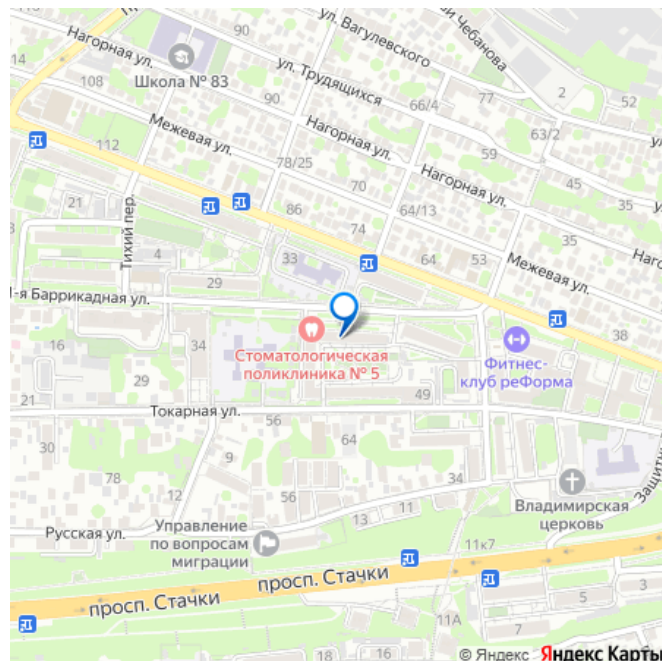 90
ул. Вагулевского
Чебанова
Нагорная ул.
14
Школа № 83
108
90
ул. Трудящихся
66/4
77
2
52
63/2
112
Межевая ул.
78/25
Нагорная ул.
59
45
35
21
Тихий пер.
4
86
70
74
64/13
Нагорная ул.
35
29
33
64
53
Межевая ул.
1-я Баррикадная ул.
38
16
34
29
Стоматологическая
поликлиника № 5
Фитнес-
клуб реФорма
21
Токарная ул.
56
49
30
9
64
78
12
56
34
13
11
Владимирская
церковь
Русская ул.
Управление
по вопросам
миграции
11к7
просп. Стачки
просп. Стачки
11А
5
3
7
18
16
© Яндекс Яндекс Карты